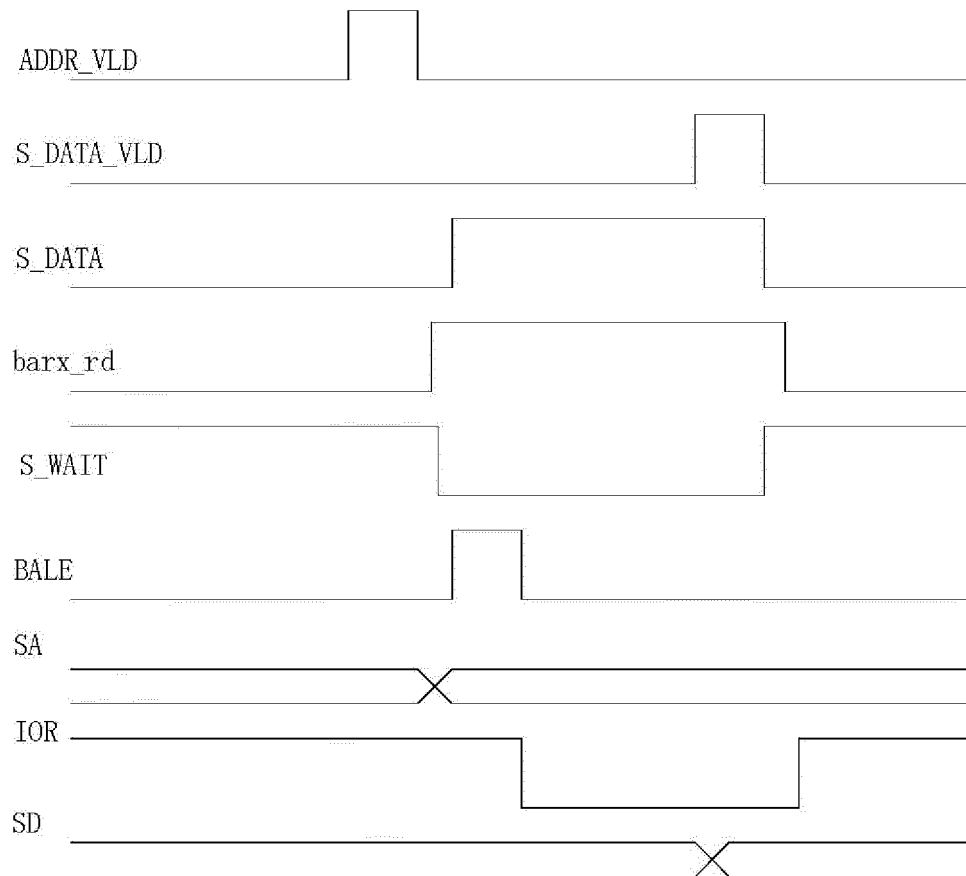 ADDR_VLD
S_DATA_VLD
S_DATA
barx_rd
S_WAIT
BALE
SA
IOR
SD